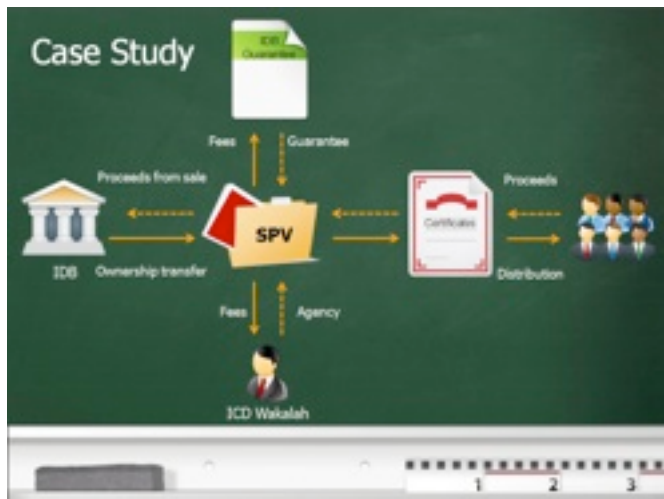 Case Study
IDB
Guarantee
Fees
Guarantee
Proceeds from sale
Proceeds
SPV
Certificates
IDB
Ownership transfer
Distribution
Fees
Agency
ICD Wakalah
1
2
3